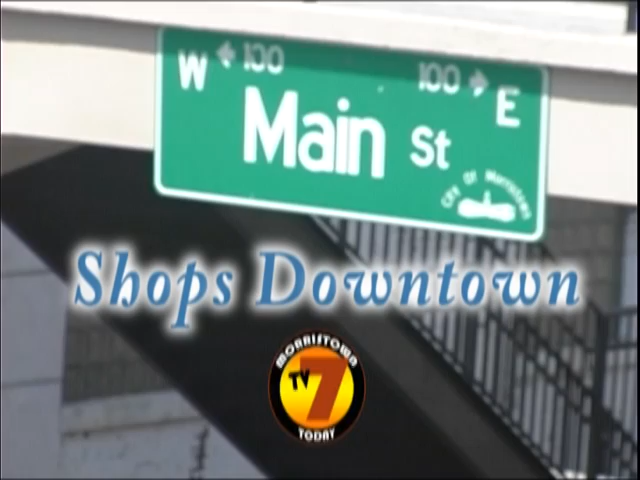 W ← 100 100 → E
Main St
City Of Morristown
Shops Downtown
MORRISTOWN
TV 7
TODAY